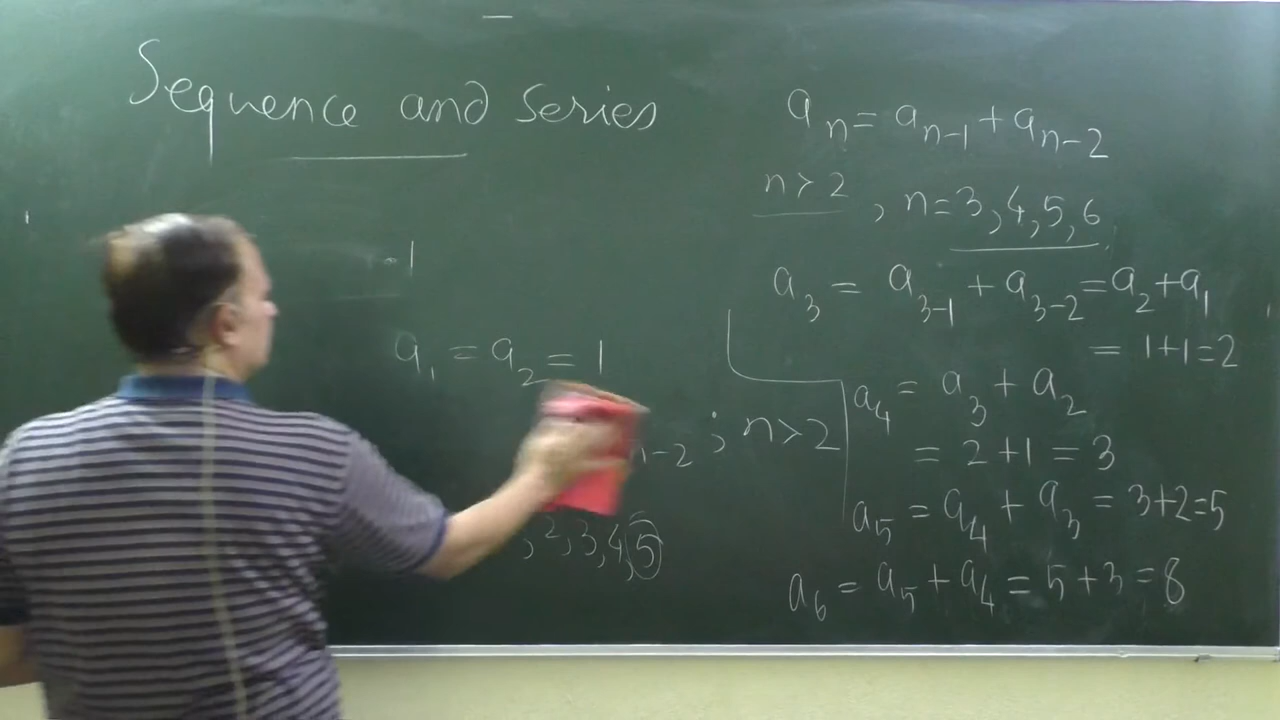 Sequence and Series
-1
a₁ = a₂ = 1
n-2 ; n>2
, 2, 3, 4, 5
aₙ = aₙ₋₁ + aₙ₋₂
n>2 , n=3,4,5,6
a₃ = a₃₋₁ + a₃₋₂ = a₂+a₁
= 1+1=2
a₄ = a₃ + a₂
= 2+1 = 3
a₅ = a₄ + a₃ = 3+2=5
a₆ = a₅+a₄ = 5+3=8